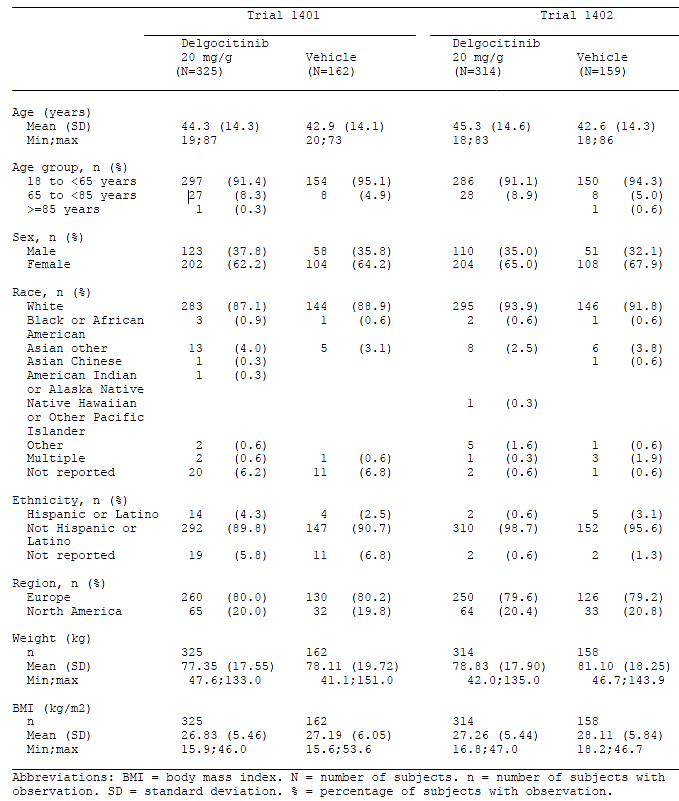 Trial 1401 Trial 1402
Delgocitinib Delgocitinib
20 mg/g Vehicle 20 mg/g Vehicle
(N=325) (N=162) (N=314) (N=159)
Age (years)
Mean (SD) 44.3 (14.3) 42.9 (14.1) 45.3 (14.6) 42.6 (14.3)
Min;max 19;87 20;73 18;83 18;86
Age group, n (%)
18 to <65 years 297 (91.4) 154 (95.1) 286 (91.1) 150 (94.3)
65 to <85 years 27 (8.3) 8 (4.9) 28 (8.9) 8 (5.0)
>=85 years 1 (0.3) 1 (0.6)
Sex, n (%)
Male 123 (37.8) 58 (35.8) 110 (35.0) 51 (32.1)
Female 202 (62.2) 104 (64.2) 204 (65.0) 108 (67.9)
Race, n (%)
White 283 (87.1) 144 (88.9) 295 (93.9) 146 (91.8)
Black or African 3 (0.9) 1 (0.6) 2 (0.6) 1 (0.6)
American
Asian other 13 (4.0) 5 (3.1) 8 (2.5) 6 (3.8)
Asian Chinese 1 (0.3) 1 (0.6)
American Indian 1 (0.3)
or Alaska Native
Native Hawaiian 1 (0.3)
or Other Pacific
Islander
Other 2 (0.6) 5 (1.6) 1 (0.6)
Multiple 2 (0.6) 1 (0.6) 1 (0.3) 3 (1.9)
Not reported 20 (6.2) 11 (6.8) 2 (0.6) 1 (0.6)
Ethnicity, n (%)
Hispanic or Latino 14 (4.3) 4 (2.5) 2 (0.6) 5 (3.1)
Not Hispanic or 292 (89.8) 147 (90.7) 310 (98.7) 152 (95.6)
Latino
Not reported 19 (5.8) 11 (6.8) 2 (0.6) 2 (1.3)
Region, n (%)
Europe 260 (80.0) 130 (80.2) 250 (79.6) 126 (79.2)
North America 65 (20.0) 32 (19.8) 64 (20.4) 33 (20.8)
Weight (kg)
n 325 162 314 158
Mean (SD) 77.35 (17.55) 78.11 (19.72) 78.83 (17.90) 81.10 (18.25)
Min;max 47.6;133.0 41.1;151.0 42.0;135.0 46.7;143.9
BMI (kg/m2)
n 325 162 314 158
Mean (SD) 26.83 (5.46) 27.19 (6.05) 27.26 (5.44) 28.11 (5.84)
Min;max 15.9;46.0 15.6;53.6 16.8;47.0 18.2;46.7
Abbreviations: BMI = body mass index. N = number of subjects. n = number of subjects with
observation. SD = standard deviation. % = percentage of subjects with observation.